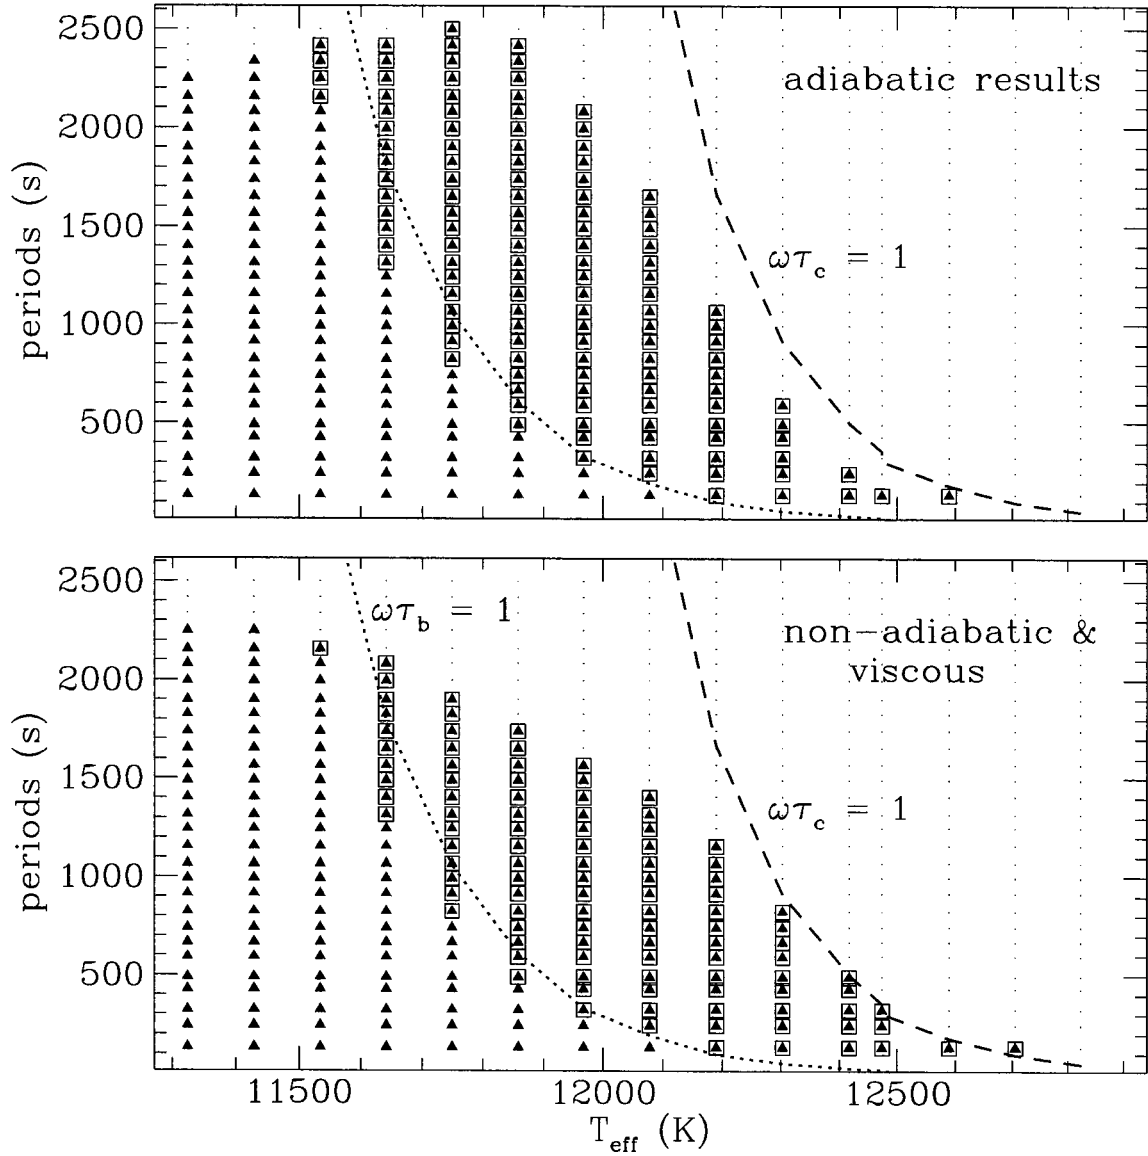 2500
2000
1500
1000
500
periods (s)
adiabatic results
ωτc = 1
2500
2000
1500
1000
500
periods (s)
ωτb = 1
non-adiabatic &
viscous
ωτc = 1
11500
12000
12500
Teff (K)